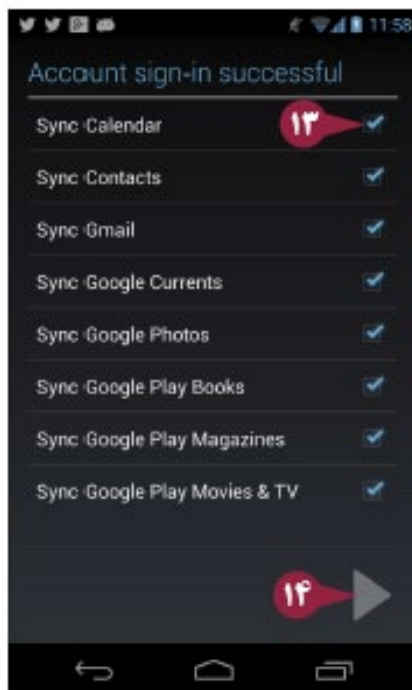 11:58
Account sign-in successful
Sync Calendar ۱۳
Sync Contacts
Sync Gmail
Sync Google Currents
Sync Google Photos
Sync Google Play Books
Sync Google Play Magazines
Sync Google Play Movies & TV
۱۴